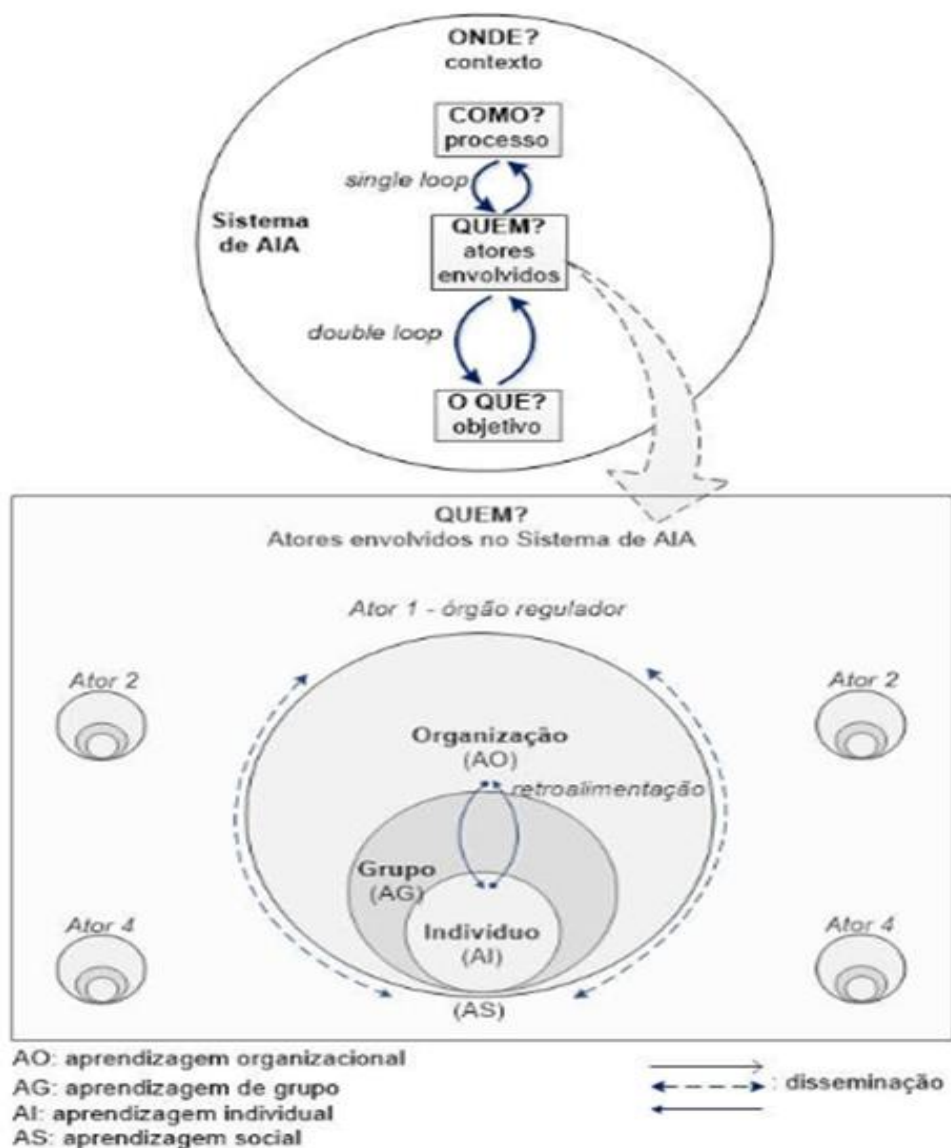 ONDE?
contexto
COMO?
processo
single loop
Sistema
de AIA
QUEM?
atores
envolvidos
double loop
O QUE?
objetivo
QUEM?
Atores envolvidos no Sistema de AIA
Ator 1 - órgão regulador
Ator 2
Ator 2
Organização
(AO)
retroalimentação
Grupo
(AG)
Indivíduo
(AI)
Ator 4
Ator 4
(AS)
AO: aprendizagem organizacional
AG: aprendizagem de grupo
AI: aprendizagem individual
AS: aprendizagem social
: disseminação